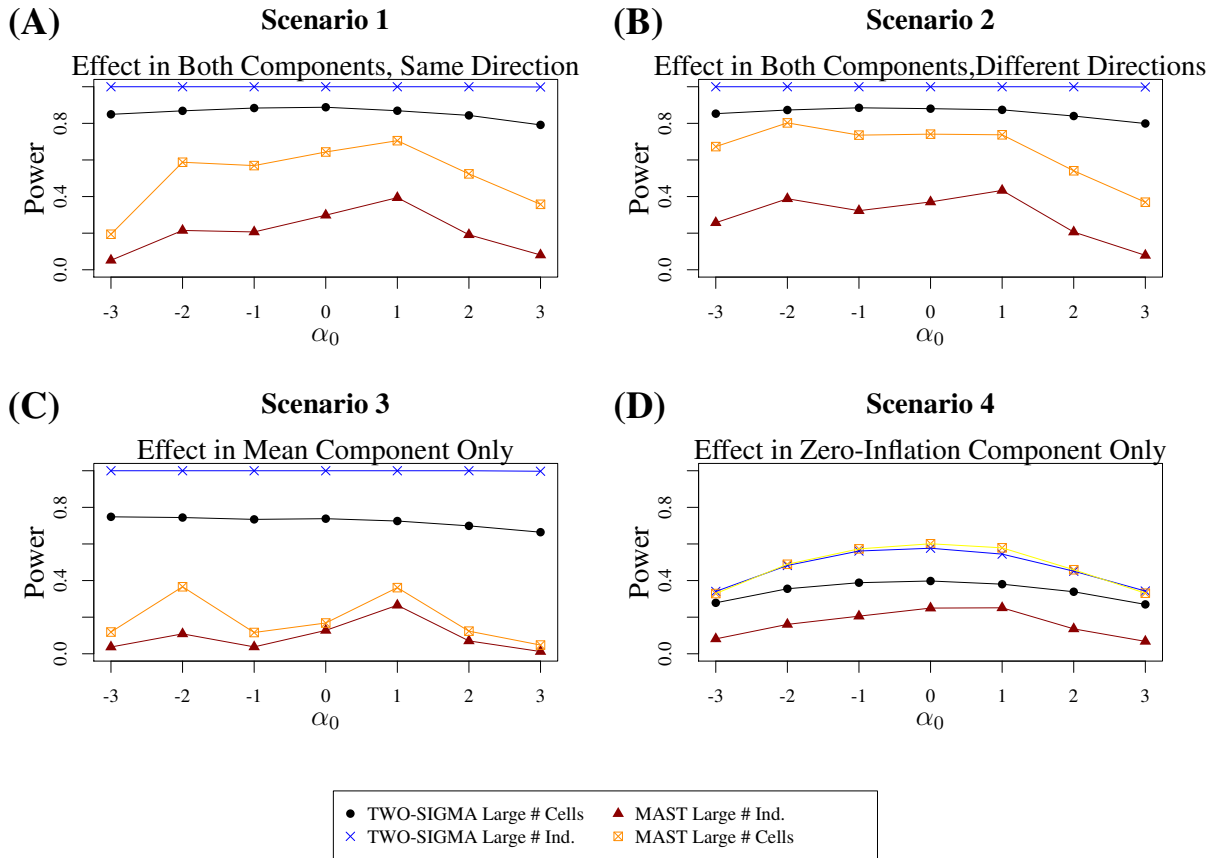 (A)
Scenario 1
Effect in Both Components, Same Direction
Power
0.0
0.4
0.8
-3 -2 -1 0 1 2 3
α0
(B)
Scenario 2
Effect in Both Components,Different Directions
Power
0.0
0.4
0.8
-3 -2 -1 0 1 2 3
α0
(C)
Scenario 3
Effect in Mean Component Only
Power
0.0
0.4
0.8
-3 -2 -1 0 1 2 3
α0
(D)
Scenario 4
Effect in Zero-Inflation Component Only
Power
0.0
0.4
0.8
-3 -2 -1 0 1 2 3
α0
TWO-SIGMA Large # Cells
TWO-SIGMA Large # Ind.
MAST Large # Ind.
MAST Large # Cells